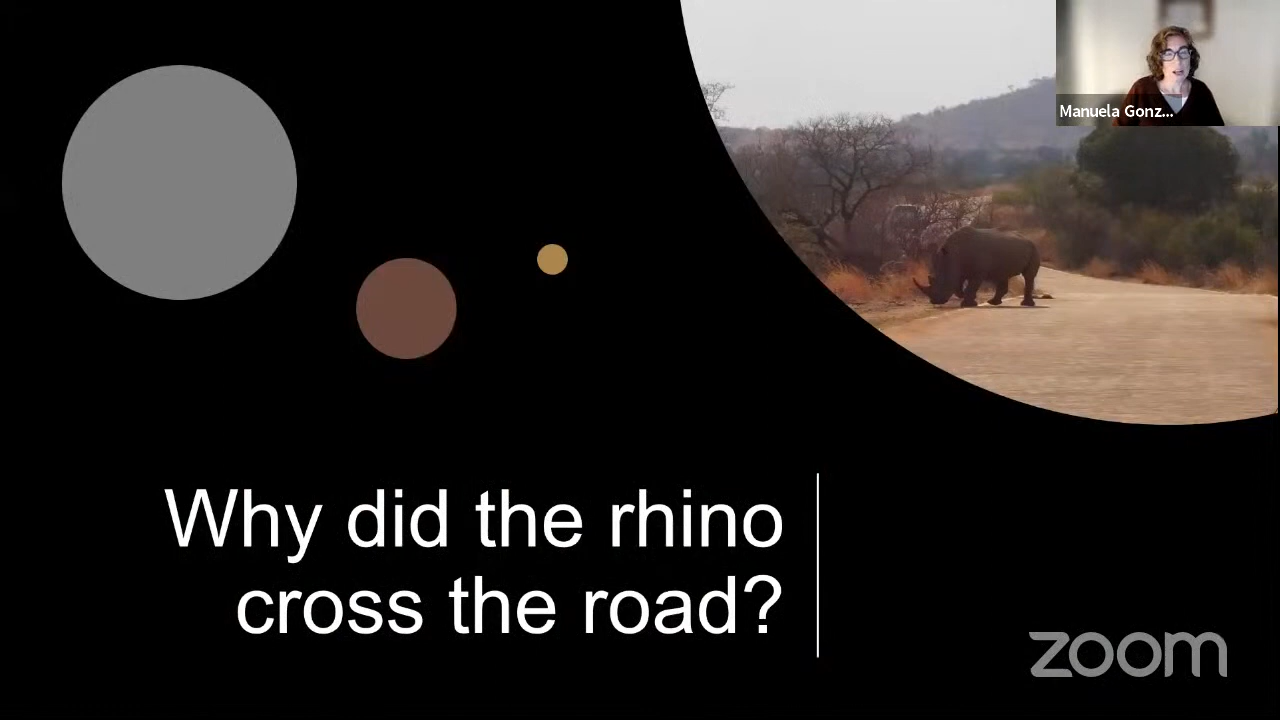 Manuela Gonz...
Why did the rhino
cross the road?
zoom